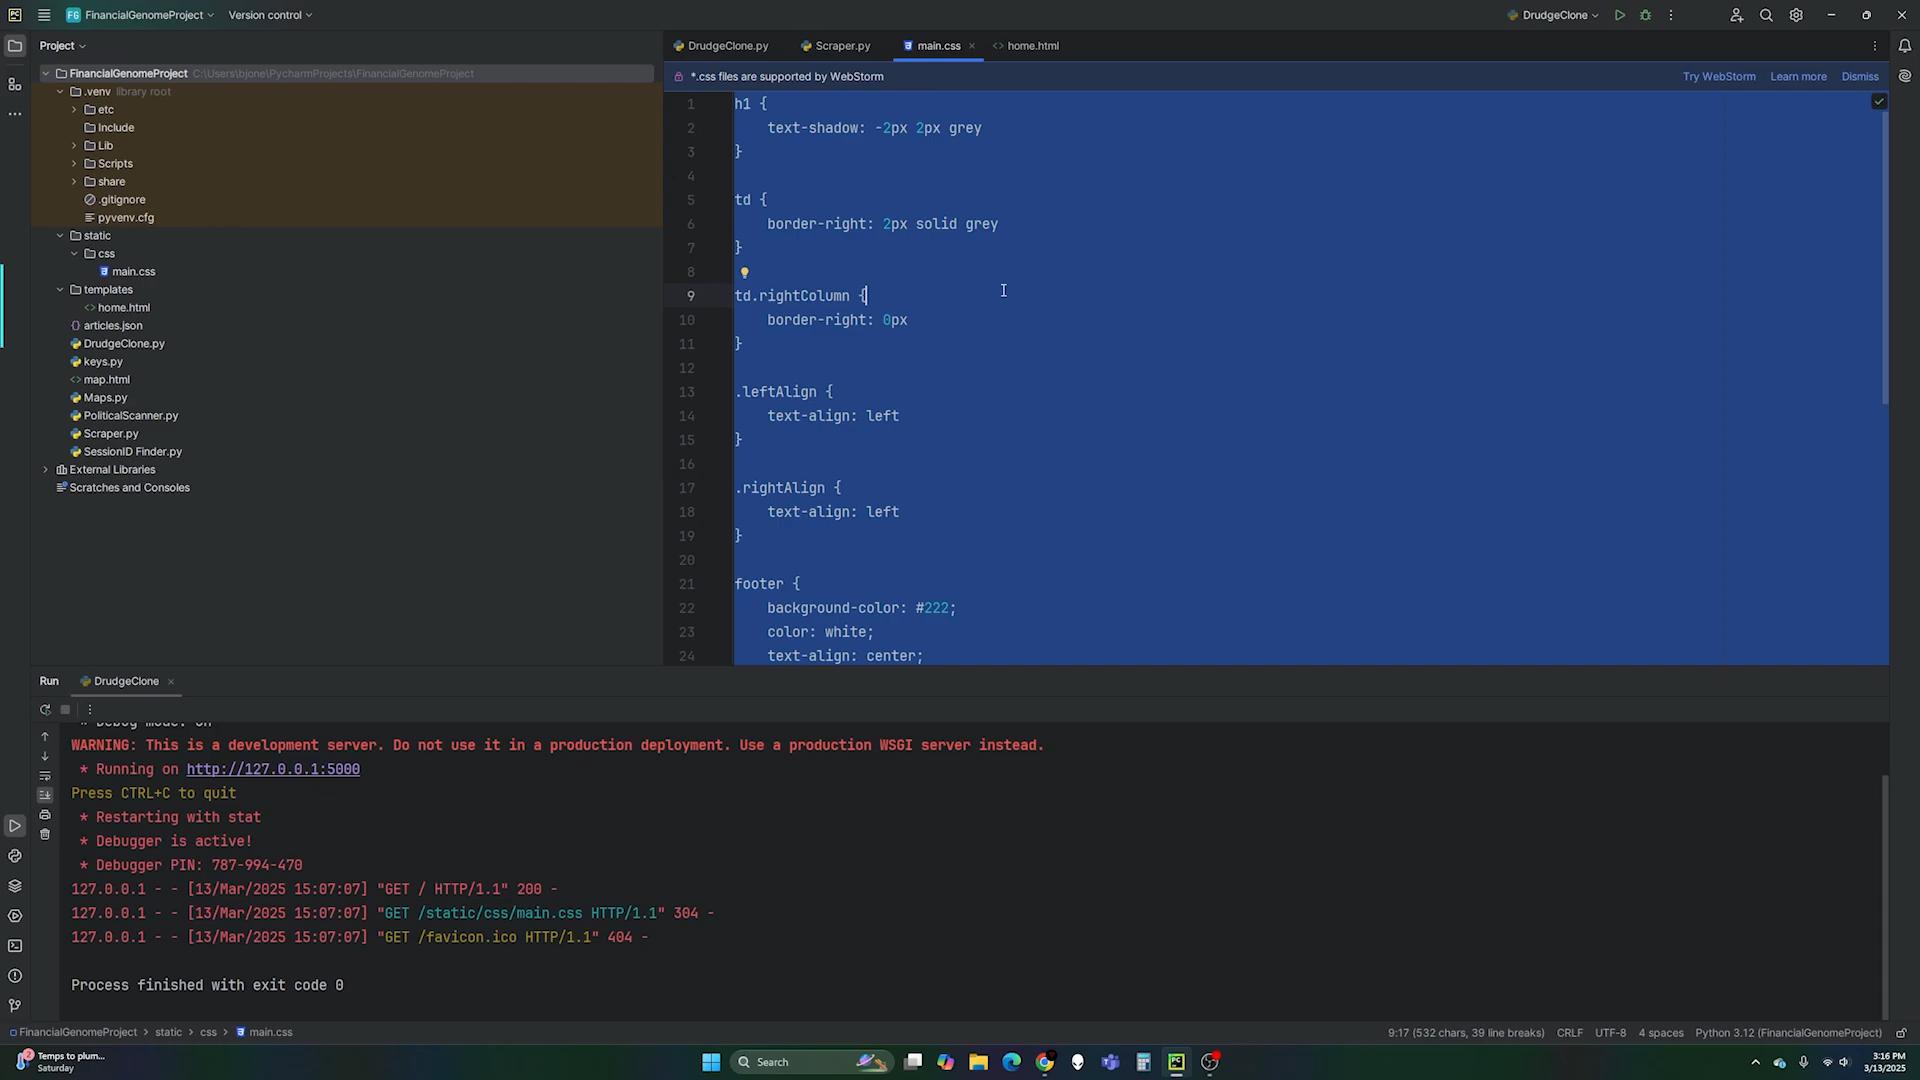 PC
FG FinancialGenomeProject
Version control
DrudgeClone
Project
DrudgeClone.py
Scraper.py
main.css
<> home.html
FinancialGenomeProject C:\Users\bjone\PycharmProjects\FinancialGenomeProject
*.css files are supported by WebStorm
Try WebStorm
Learn more
Dismiss
.venv library root
etc
Include
Lib
Scripts
share
.gitignore
pyvenv.cfg
static
css
main.css
templates
<> home.html
{} articles.json
DrudgeClone.py
keys.py
<> map.html
Maps.py
PoliticalScanner.py
Scraper.py
SessionID Finder.py
External Libraries
Scratches and Consoles
1 h1 {
2 text-shadow: -2px 2px grey
3 }
4
5 td {
6 border-right: 2px solid grey
7 }
8
9 td.rightColumn {
10 border-right: 0px
11 }
12
13 .leftAlign {
14 text-align: left
15 }
16
17 .rightAlign {
18 text-align: left
19 }
20
21 footer {
22 background-color: #222;
23 color: white;
24 text-align: center;
Run
DrudgeClone
* Debug mode: on
WARNING: This is a development server. Do not use it in a production deployment. Use a production WSGI server instead.
* Running on http://127.0.0.1:5000
Press CTRL+C to quit
* Restarting with stat
* Debugger is active!
* Debugger PIN: 787-994-470
127.0.0.1 - - [13/Mar/2025 15:07:07] "GET / HTTP/1.1" 200 -
127.0.0.1 - - [13/Mar/2025 15:07:07] "GET /static/css/main.css HTTP/1.1" 304 -
127.0.0.1 - - [13/Mar/2025 15:07:07] "GET /favicon.ico HTTP/1.1" 404 -
Process finished with exit code 0
FinancialGenomeProject > static > css > main.css
9:17 (532 chars, 39 line breaks)
CRLF
UTF-8
4 spaces
Python 3.12 (FinancialGenomeProject)
2
Temps to plum...
Saturday
Search
PC
3:16 PM
3/13/2025